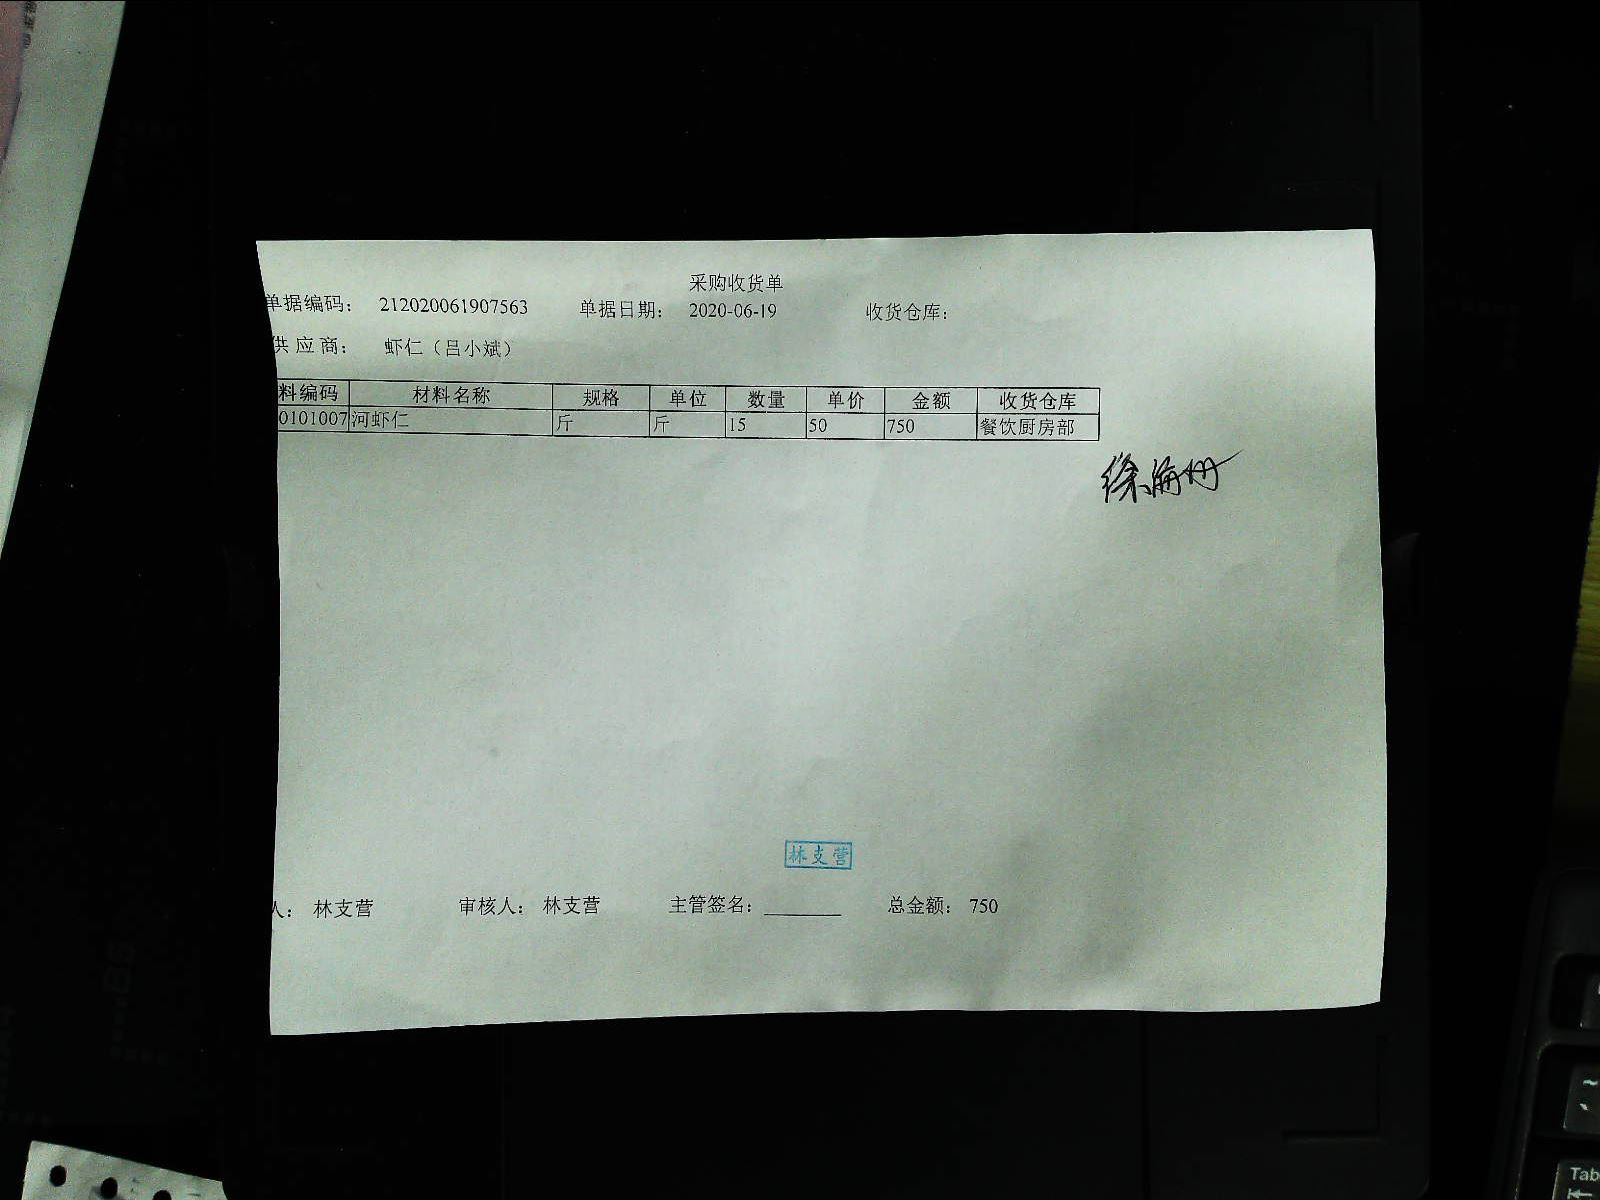 采购收货单
单据编码： 212020061907563 单据日期： 2020-06-19 收货仓库：
供应商： 虾仁（吕小斌）
料编码 材料名称 规格 单位 数量 单价 金额 收货仓库
0101007 河虾仁 斤 斤 15 50 750 餐饮厨房部
林支营
人： 林支营 审核人： 林支营 主管签名：________ 总金额： 750
Tab